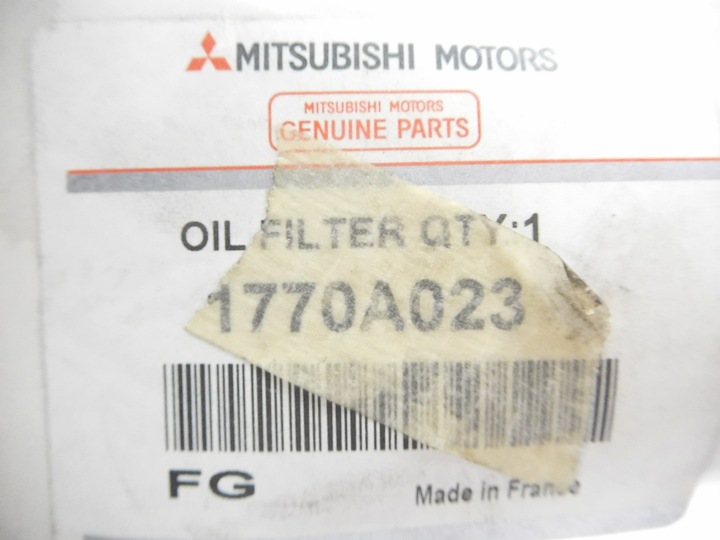 MITSUBISHI MOTORS
MITSUBISHI MOTORS
GENUINE PARTS
OIL FILTER QTY:1
1770A023
FG
Made in France